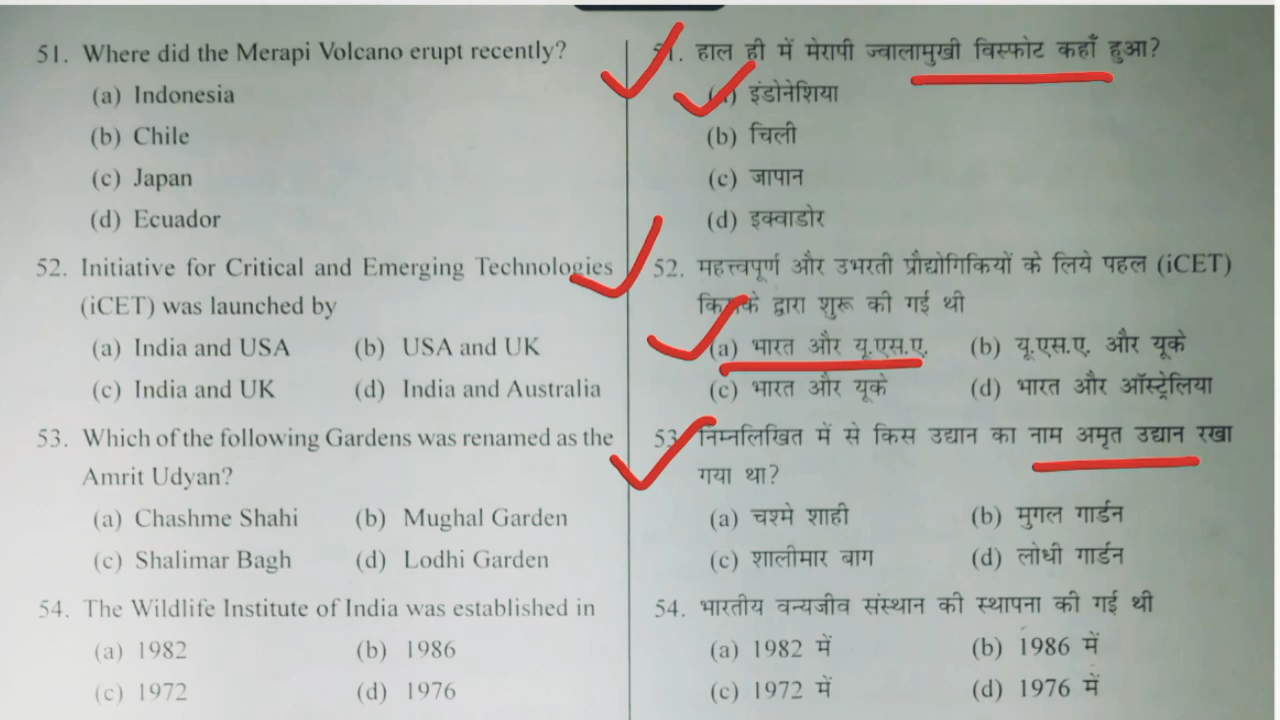 51. Where did the Merapi Volcano erupt recently?
(a) Indonesia
(b) Chile
(c) Japan
(d) Ecuador
52. Initiative for Critical and Emerging Technologies
(iCET) was launched by
(a) India and USA (b) USA and UK
(c) India and UK (d) India and Australia
53. Which of the following Gardens was renamed as the
Amrit Udyan?
(a) Chashme Shahi (b) Mughal Garden
(c) Shalimar Bagh (d) Lodhi Garden
54. The Wildlife Institute of India was established in
(a) 1982 (b) 1986
(c) 1972 (d) 1976
51. हाल ही में मेरापी ज्वालामुखी विस्फोट कहाँ हुआ?
(a) इंडोनेशिया
(b) चिली
(c) जापान
(d) इक्वाडोर
52. महत्त्वपूर्ण और उभरती प्रौद्योगिकियों के लिये पहल (iCET)
किसके द्वारा शुरू की गई थी
(a) भारत और यू.एस.ए. (b) यू.एस.ए. और यूके
(c) भारत और यूके (d) भारत और ऑस्ट्रेलिया
53. निम्नलिखित में से किस उद्यान का नाम अमृत उद्यान रखा
गया था?
(a) चश्मे शाही (b) मुगल गार्डन
(c) शालीमार बाग (d) लोधी गार्डन
54. भारतीय वन्यजीव संस्थान की स्थापना की गई थी
(a) 1982 में (b) 1986 में
(c) 1972 में (d) 1976 में